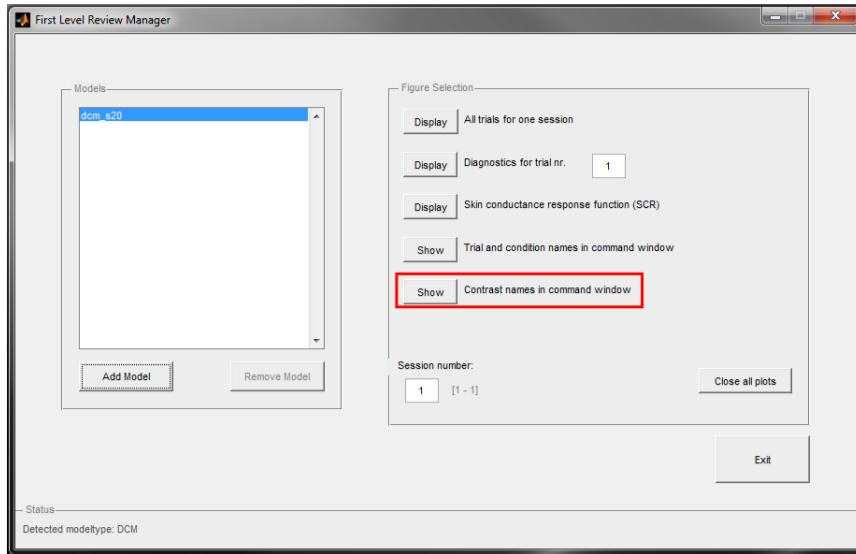 First Level Review Manager
Models
dcm_s20
Add Model
Remove Model
Figure Selection
Display All trials for one session
Display Diagnostics for trial nr. 1
Display Skin conductance response function (SCR)
Show Trial and condition names in command window
Show Contrast names in command window
Session number:
1 [1 - 1]
Close all plots
Exit
Status
Detected modeltype: DCM